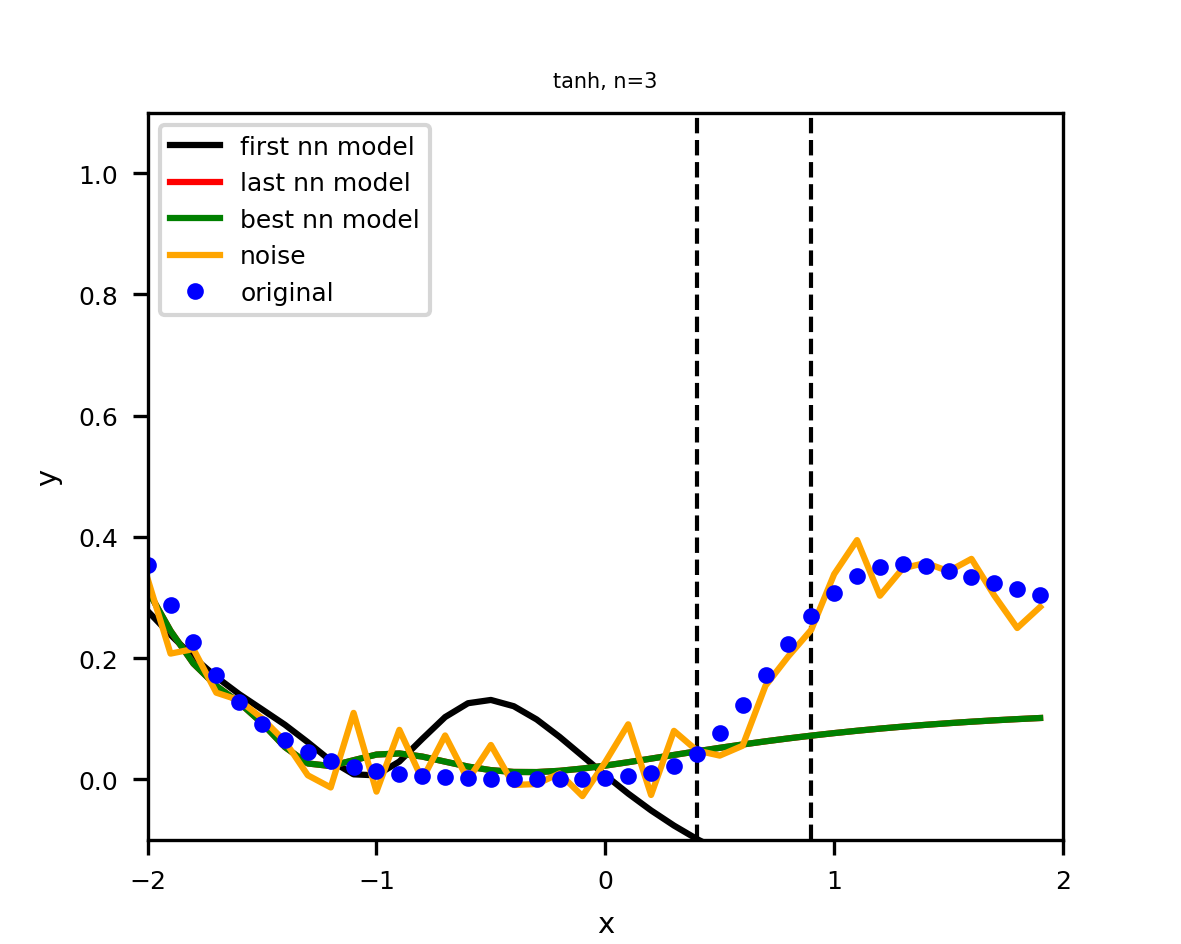 tanh, n=3
first nn model
last nn model
best nn model
noise
original
1.0
0.8
0.6
0.4
0.2
0.0
y
−2
−1
0
1
2
x